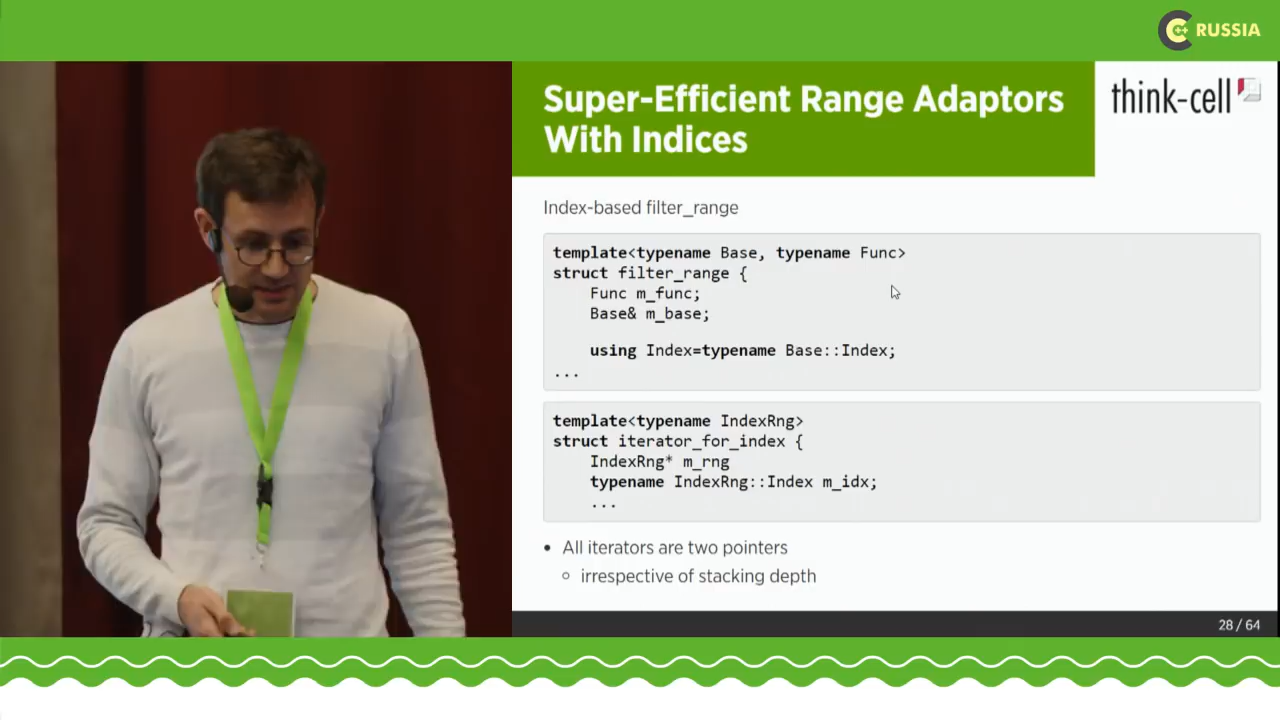 C++ RUSSIA
Super-Efficient Range Adaptors
With Indices
think-cell
Index-based filter_range
template<typename Base, typename Func>
struct filter_range {
    Func m_func;
    Base& m_base;
    using Index=typename Base::Index;
...
template<typename IndexRng>
struct iterator_for_index {
    IndexRng* m_rng
    typename IndexRng::Index m_idx;
    ...
• All iterators are two pointers
○ irrespective of stacking depth
28 / 64